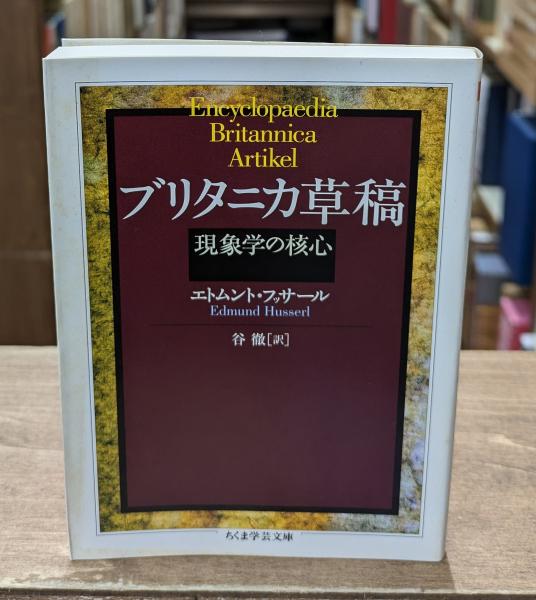 Encyclopaedia
Britannica
Artikel
ブリタニカ草稿
現象学の核心
エトムント・フッサール
Edmund Husserl
谷 徹[訳]
ちくま学芸文庫